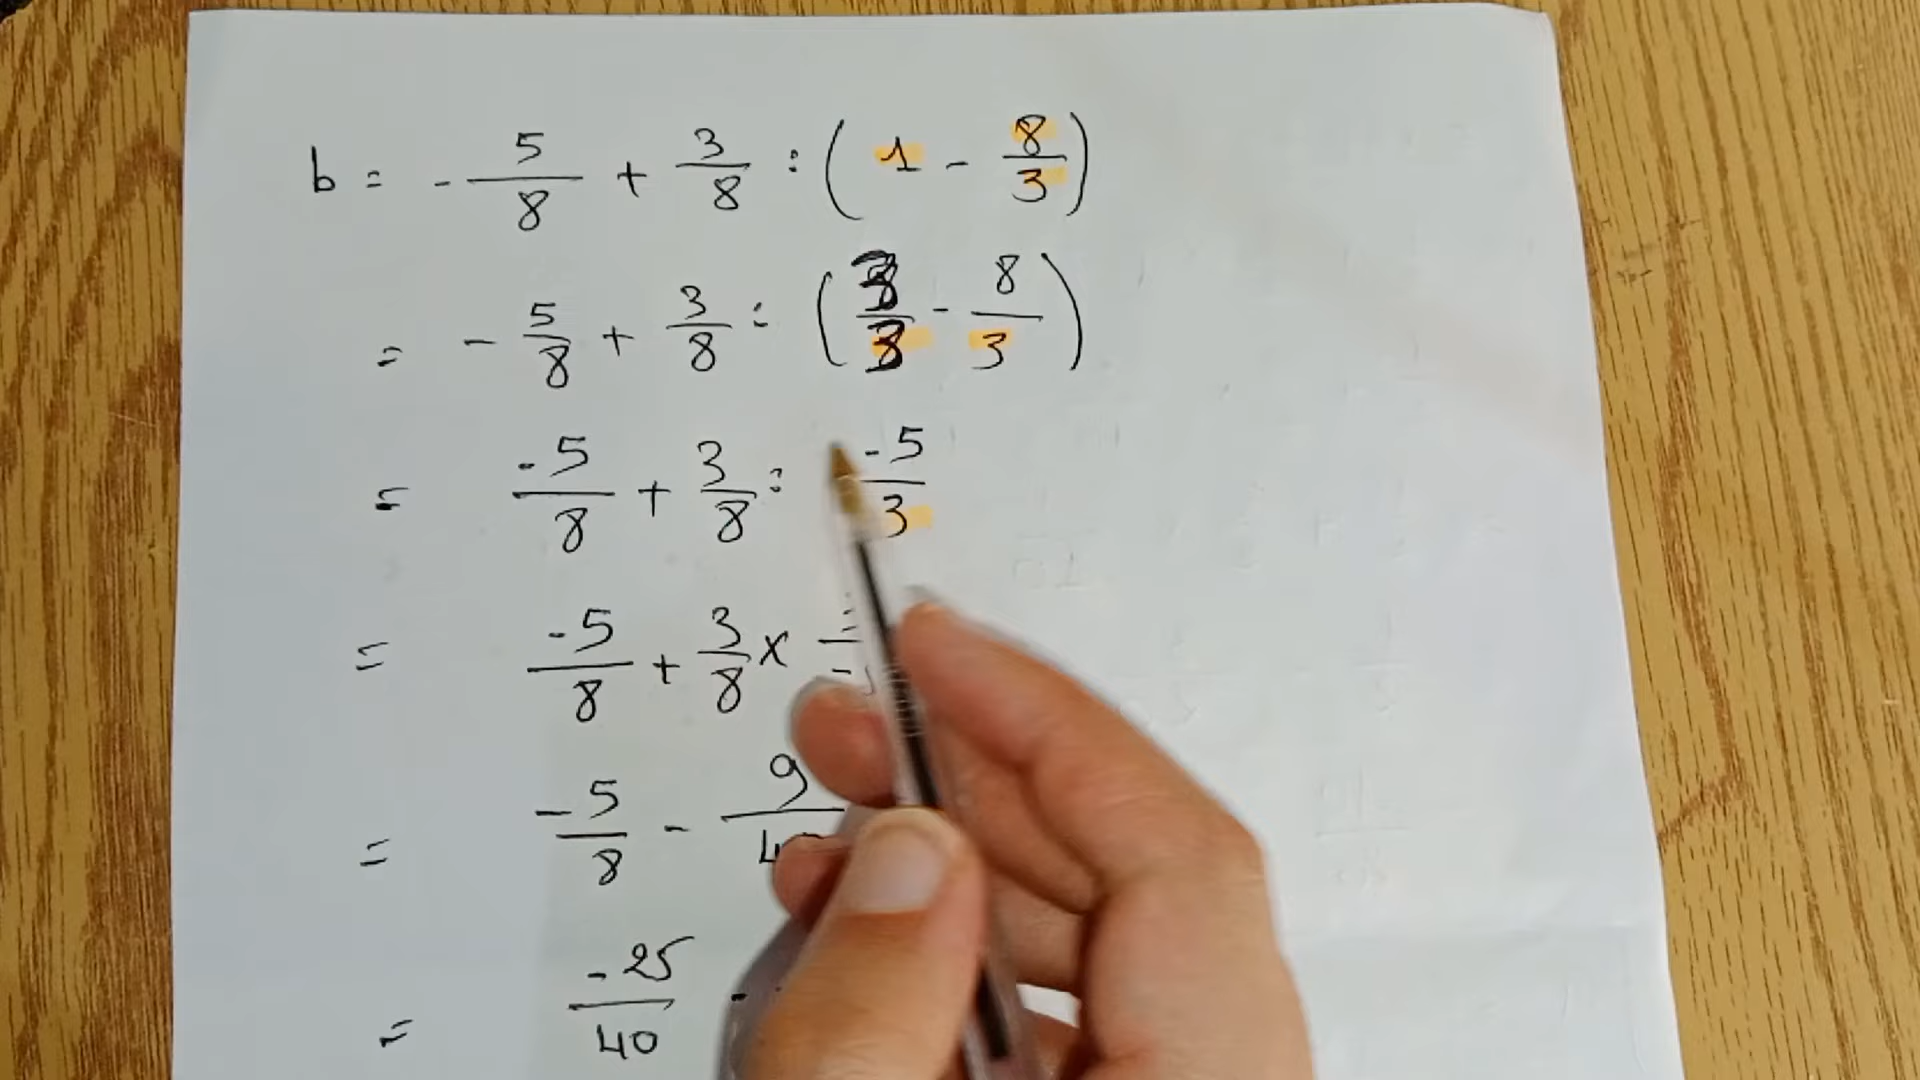 b = - 5/8 + 3/8 : ( 1 - 8/3 )
= - 5/8 + 3/8 : ( 3/3 - 8/3 )
= -5/8 + 3/8 : -5/3
= -5/8 + 3/8 ×
= -5/8 - 9/
= -25/40 -